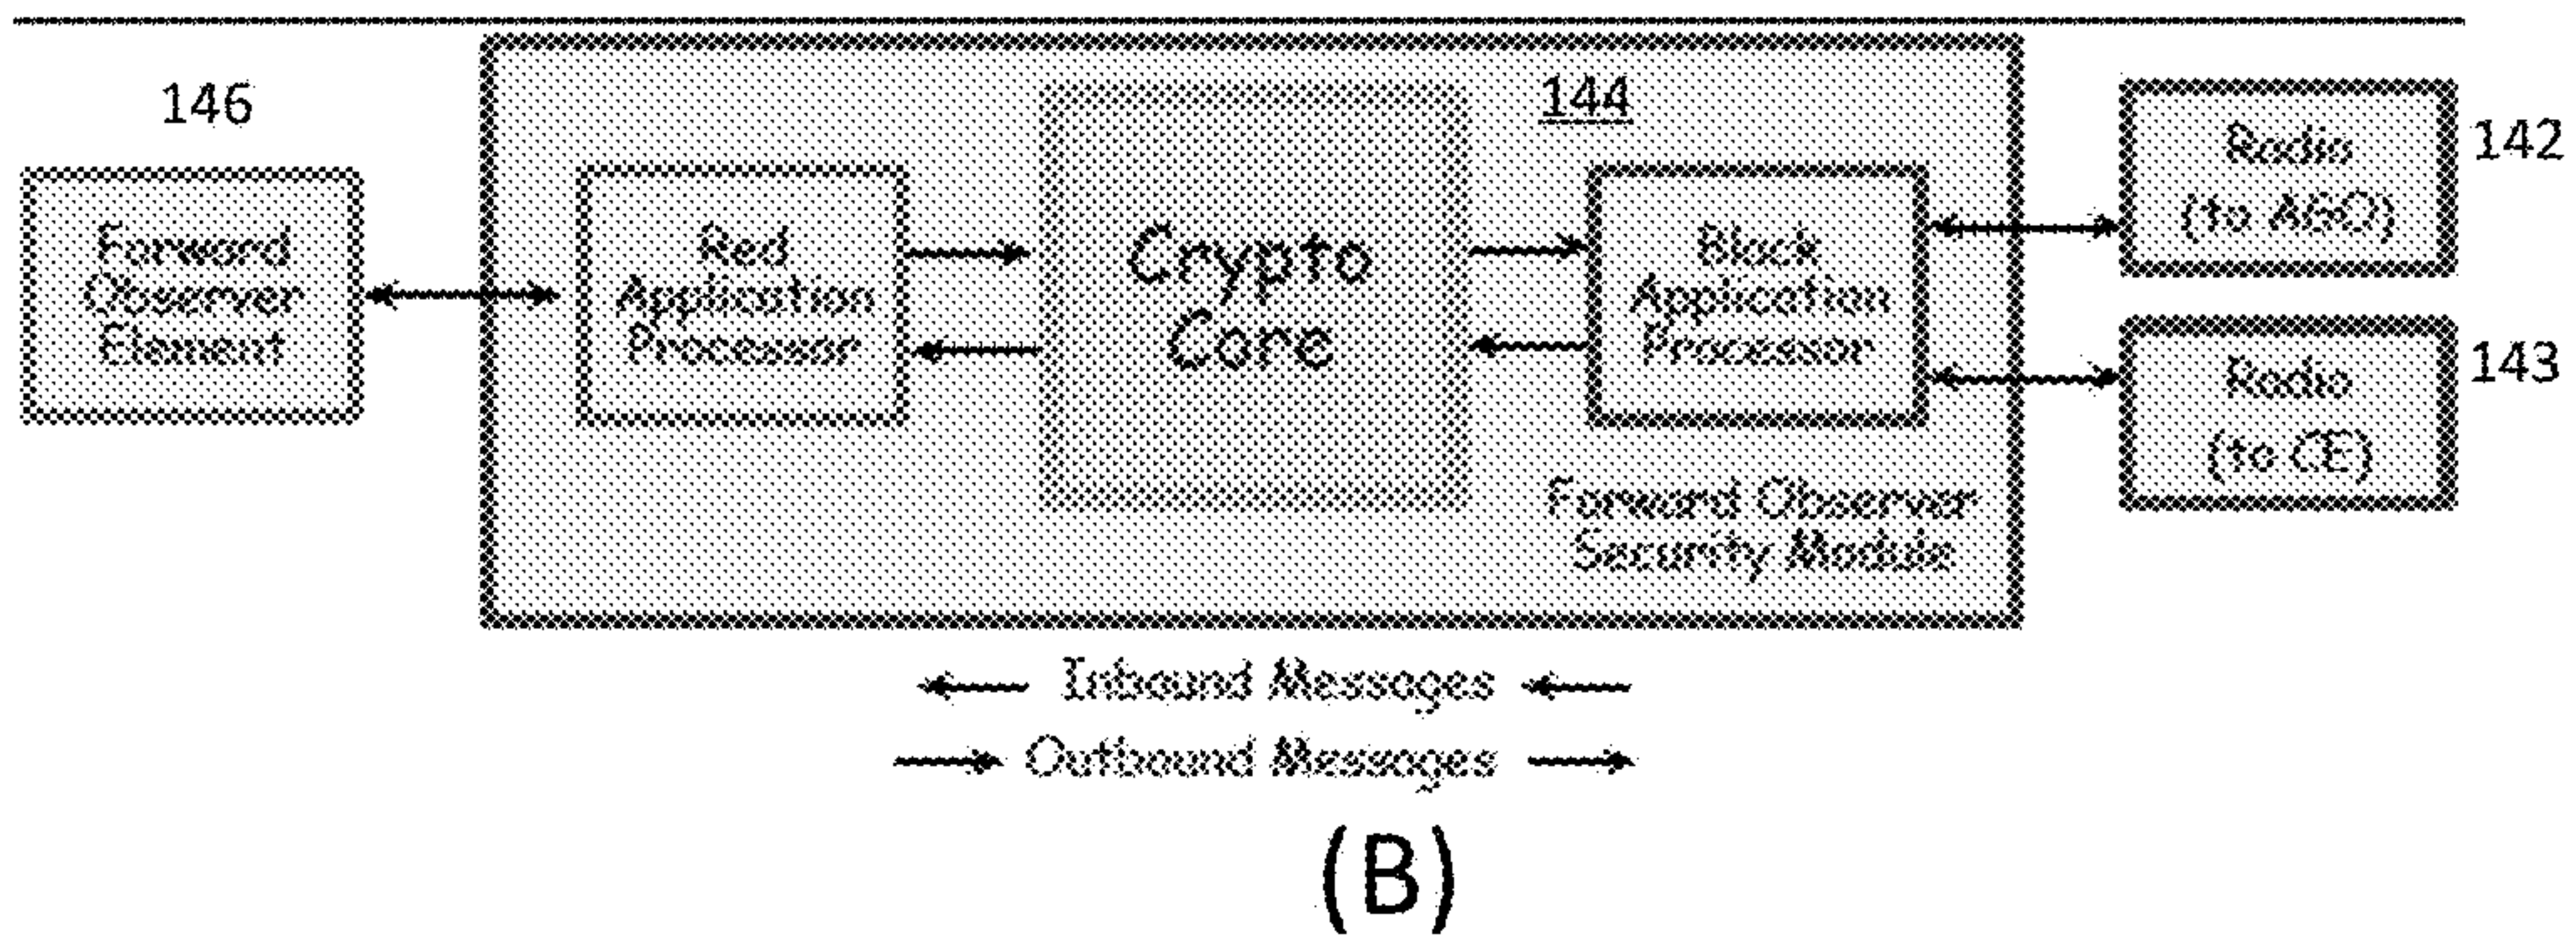 146
Forward
Observer
Element
Red
Application
Processor
Crypto
Core
144
Black
Application
Processor
Forward Observer
Security Module
Radio
(to AGO)
142
Radio
(to CE)
143
Inbound Messages
Outbound Messages
(B)